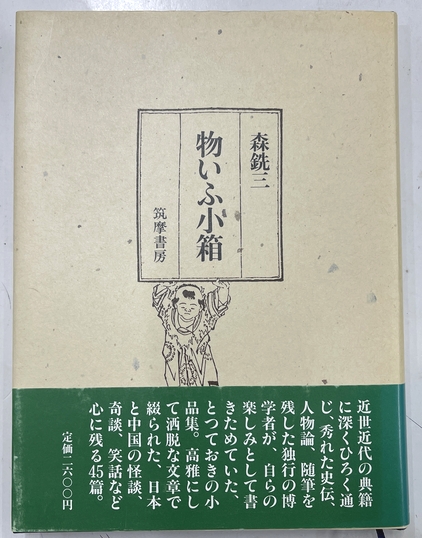 森銑三
物いふ小箱
筑摩書房
近世近代の典籍
に深くひろく通
じ、秀れた史伝、
人物論、随筆を
残した独行の博
学者が、自らの
楽しみとして書
きためていた、
とっておきの小
品集。高雅にし
て洒脱な文章で
綴られた、日本
と中国の怪談、
奇談、笑話など
心に残る45篇。
定価二六〇〇円